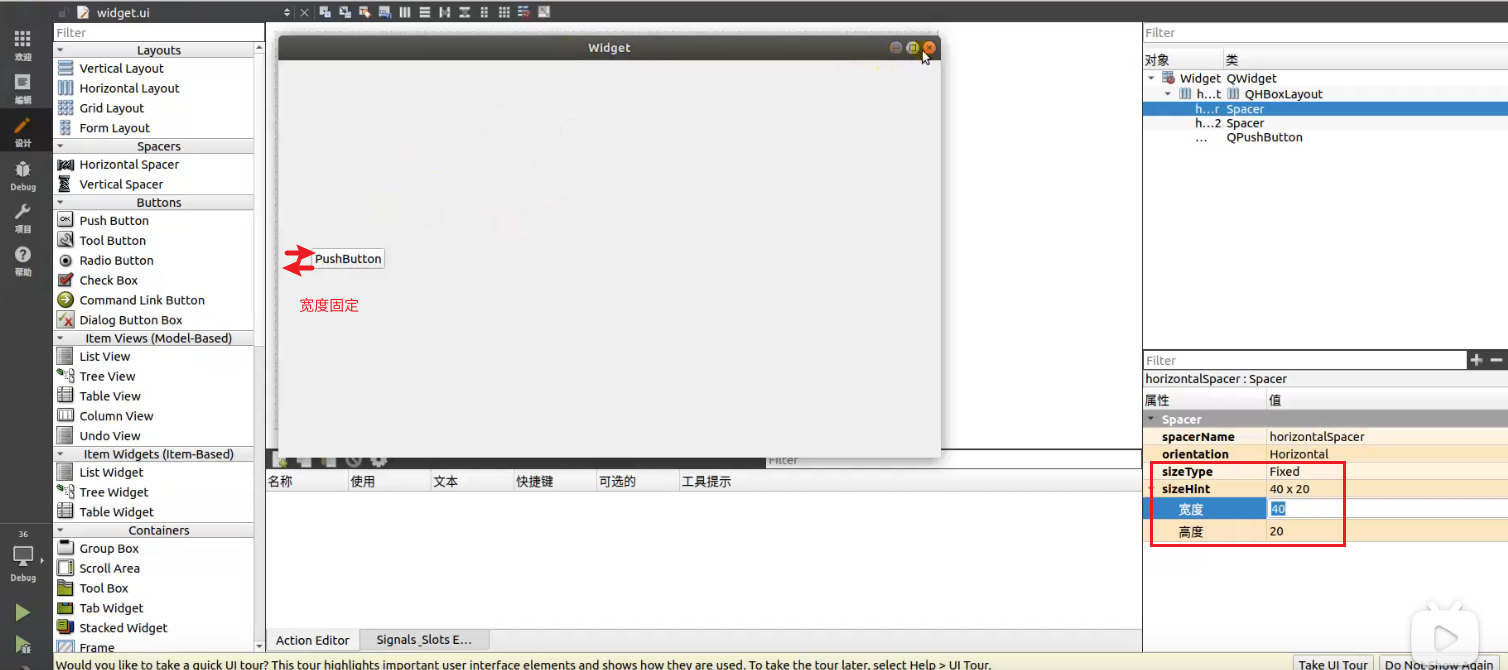 widget.ui
欢迎
编辑
设计
Debug
项目
帮助
36
Debug
Filter
Layouts
Vertical Layout
Horizontal Layout
Grid Layout
Form Layout
Spacers
Horizontal Spacer
Vertical Spacer
Buttons
Push Button
Tool Button
Radio Button
Check Box
Command Link Button
Dialog Button Box
Item Views (Model-Based)
List View
Tree View
Table View
Column View
Undo View
Item Widgets (Item-Based)
List Widget
Tree Widget
Table Widget
Containers
Group Box
Scroll Area
Tool Box
Tab Widget
Stacked Widget
Frame
Widget
PushButton
宽度固定
Filter
名称 使用 文本 快捷键 可选的 工具提示
Action Editor Signals_Slots E...
Filter
对象 类
Widget QWidget
h...t QHBoxLayout
h...r Spacer
h...2 Spacer
... QPushButton
Filter
horizontalSpacer : Spacer
属性 值
Spacer
spacerName horizontalSpacer
orientation Horizontal
sizeType Fixed
sizeHint 40 x 20
宽度 40
高度 20
Would you like to take a quick UI tour? This tour highlights important user interface elements and shows how they are used. To take the tour later, select Help > UI Tour.
Take UI Tour Do Not Show Again